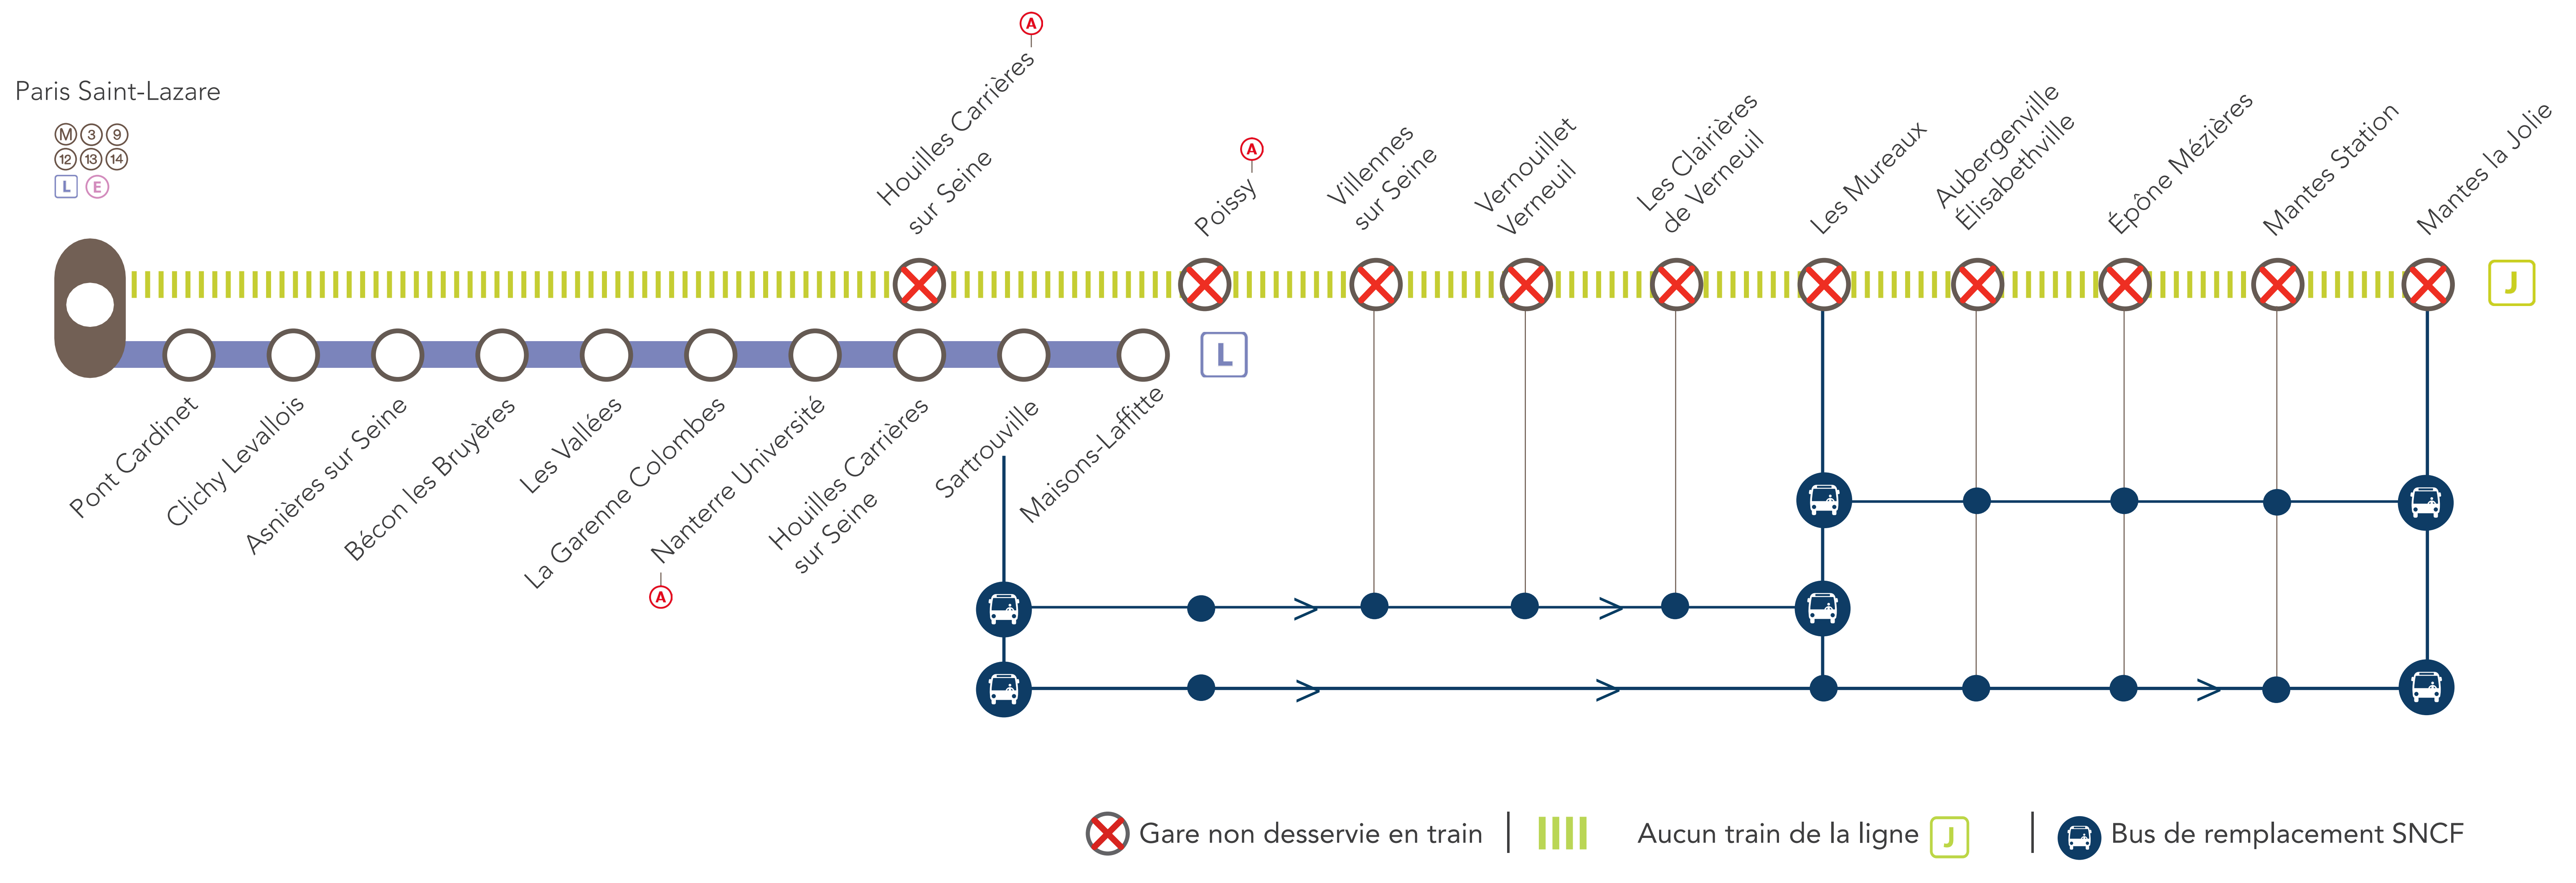 Paris Saint-Lazare
M 3 9
12 13 14
L E
A
Houilles Carrières
sur Seine
A
Poissy
Villennes
sur Seine
Vernouillet
Verneuil
Les Clairières
de Verneuil
Les Mureaux
Aubergenville
Élisabethville
Épône Mézières
Mantes Station
Mantes la Jolie
J
L
Pont Cardinet
Clichy Levallois
Asnières sur Seine
Bécon les Bruyères
Les Vallées
La Garenne Colombes
Nanterre Université
A
Houilles Carrières
sur Seine
Sartrouville
Maisons-Laffitte
Gare non desservie en train
Aucun train de la ligne J
Bus de remplacement SNCF